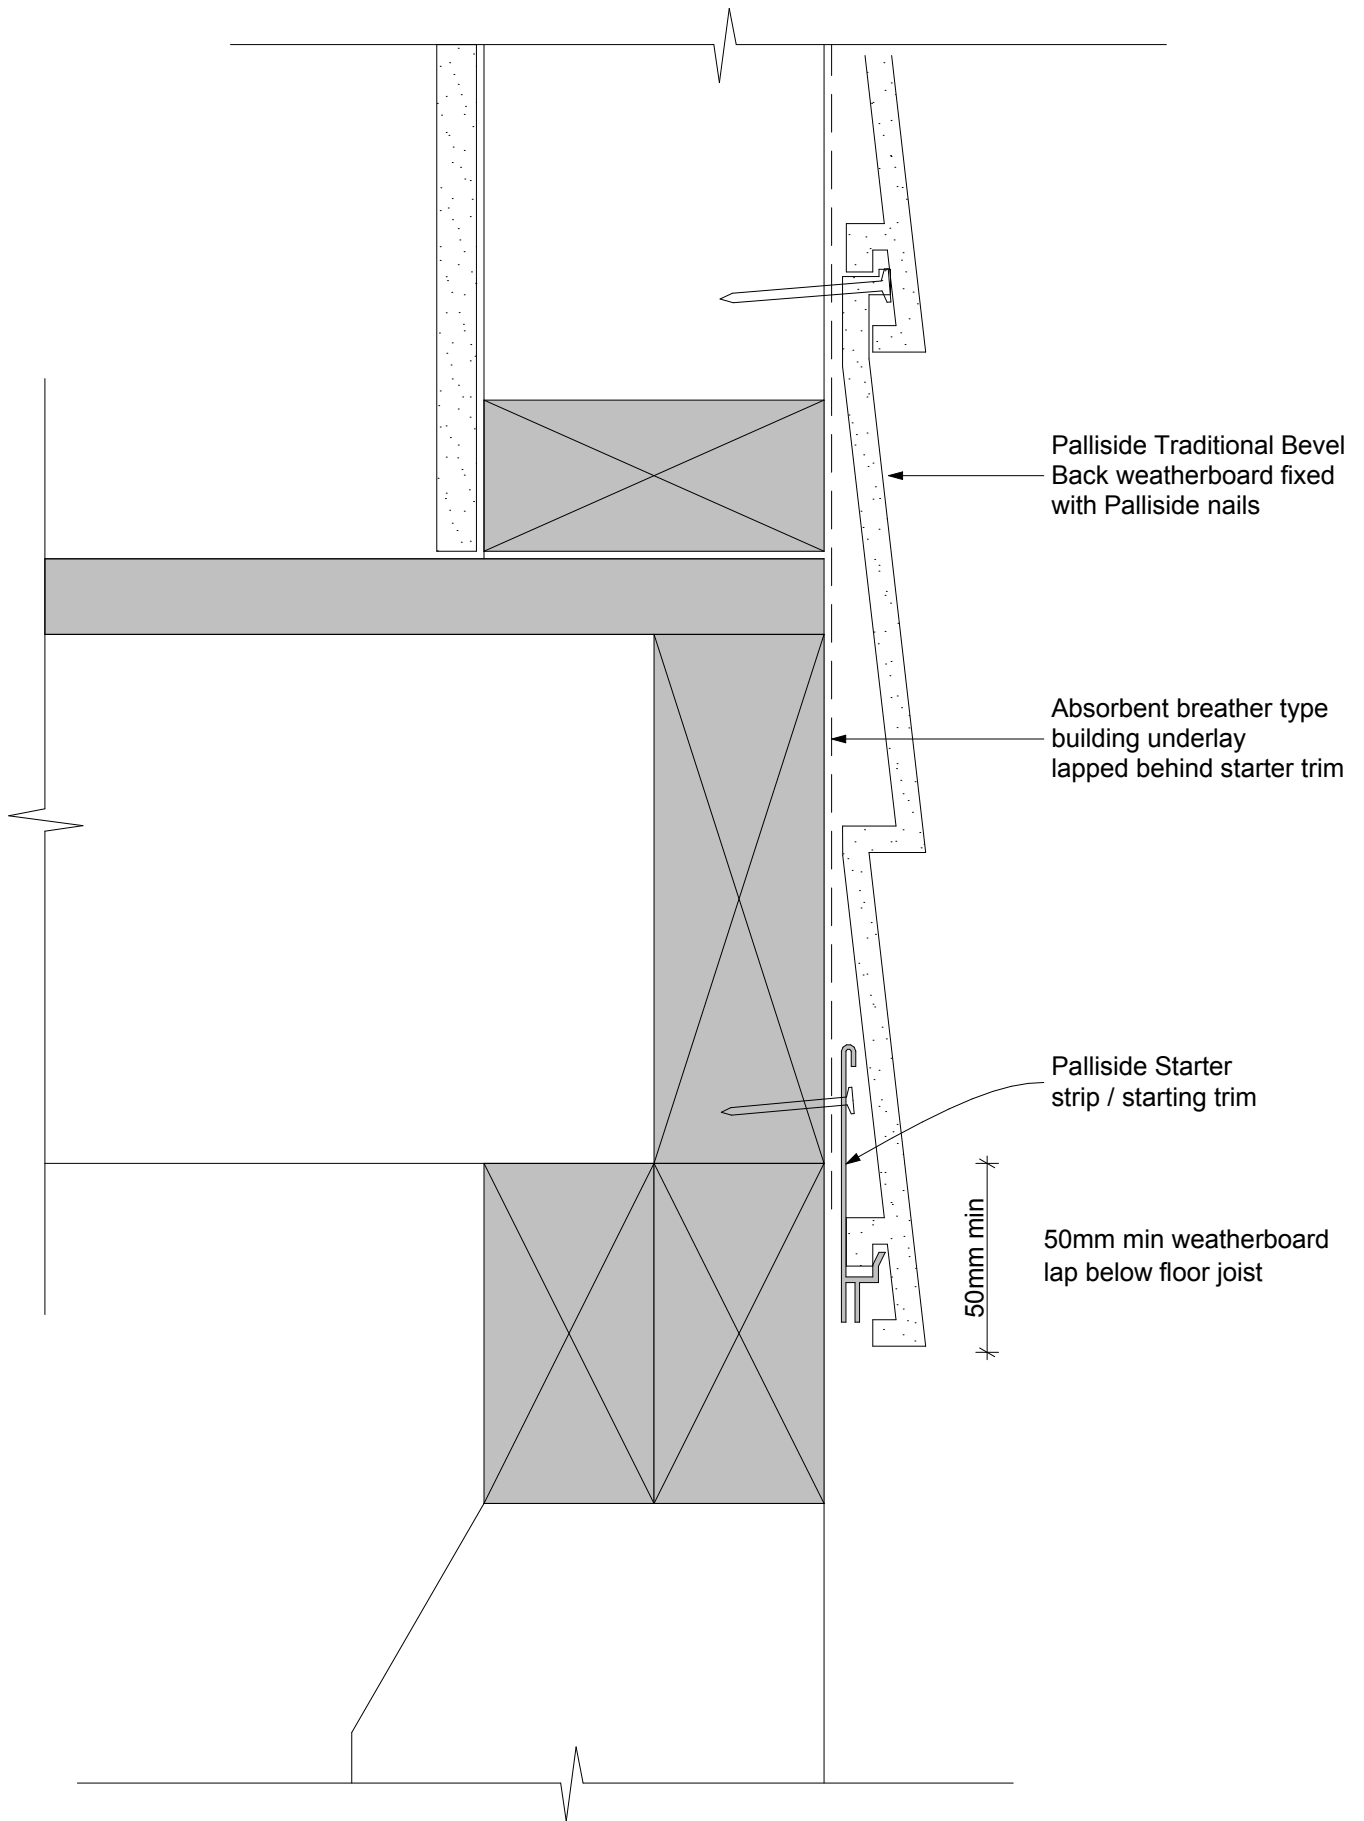 Palliside Traditional Bevel
Back weatherboard fixed
with Palliside nails
Absorbent breather type
building underlay
lapped behind starter trim
Palliside Starter
strip / starting trim
50mm min
50mm min weatherboard
lap below floor joist